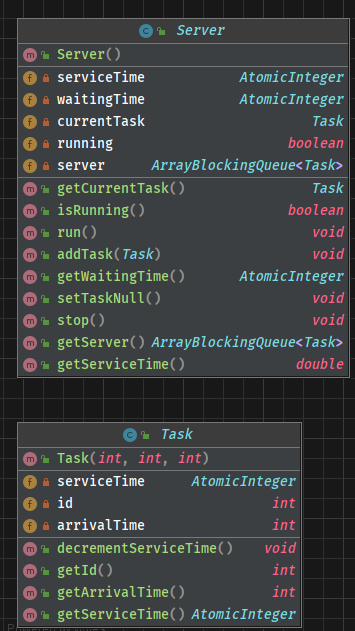 Server
Server()
serviceTime AtomicInteger
waitingTime AtomicInteger
currentTask Task
running boolean
server ArrayBlockingQueue<Task>
getCurrentTask() Task
isRunning() boolean
run() void
addTask(Task) void
getWaitingTime() AtomicInteger
setTaskNull() void
stop() void
getServer() ArrayBlockingQueue<Task>
getServiceTime() double
Task
Task(int, int, int)
serviceTime AtomicInteger
id int
arrivalTime int
decrementServiceTime() void
getId() int
getArrivalTime() int
getServiceTime() AtomicInteger